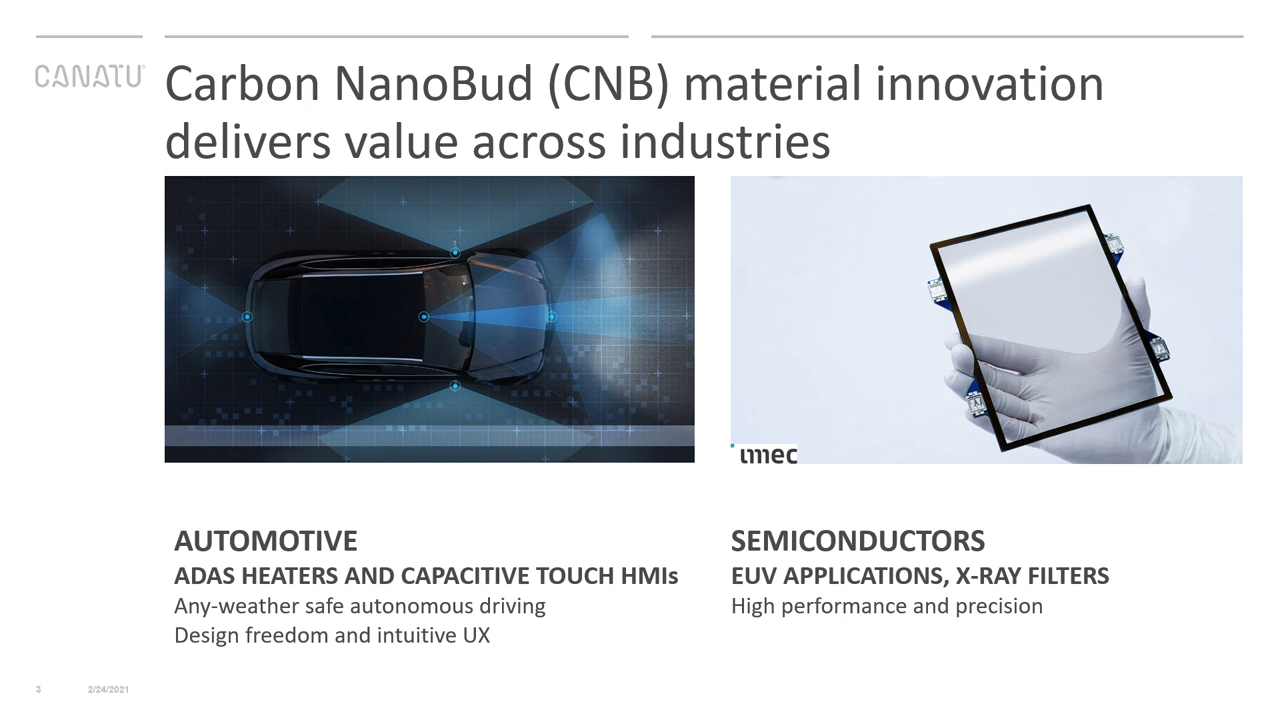 CANATU
Carbon NanoBud (CNB) material innovation
delivers value across industries
imec
AUTOMOTIVE
ADAS HEATERS AND CAPACITIVE TOUCH HMIs
Any-weather safe autonomous driving
Design freedom and intuitive UX
SEMICONDUCTORS
EUV APPLICATIONS, X-RAY FILTERS
High performance and precision
3
2/24/2021